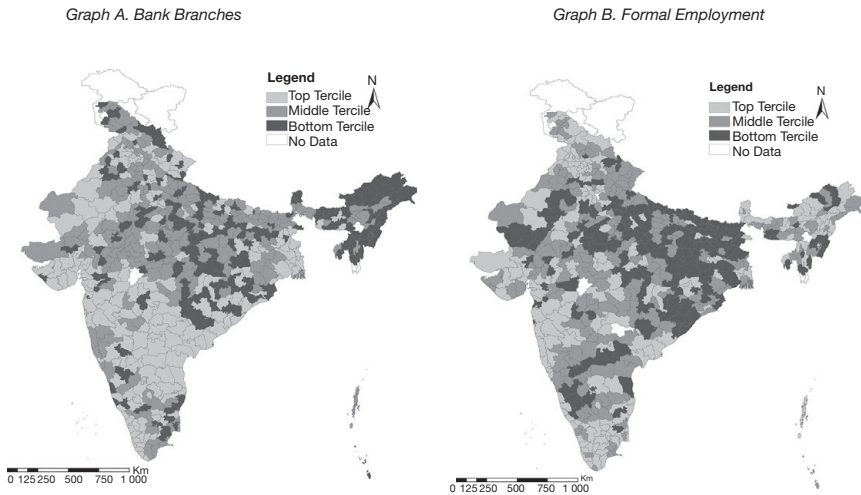 Graph A. Bank Branches
Legend
Top Tercile
Middle Tercile
Bottom Tercile
No Data
N
Km
0 125 250 500 750 1 000
Graph B. Formal Employment
Legend
Top Tercile
Middle Tercile
Bottom Tercile
No Data
N
Km
0 125 250 500 750 1 000